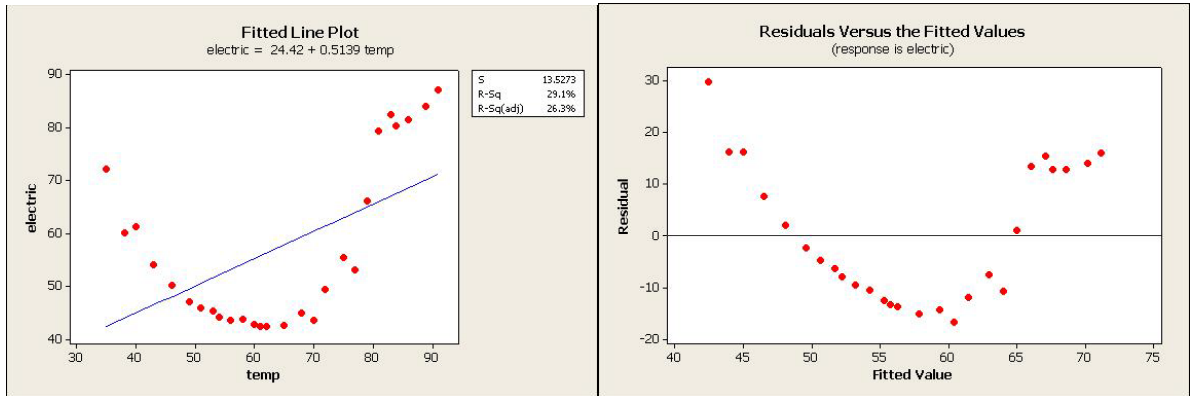 Fitted Line Plot
electric = 24.42 + 0.5139 temp
S 13.5273
R-Sq 29.1%
R-Sq(adj) 26.3%
90
80
70
60
50
40
electric
30 40 50 60 70 80 90
temp
Residuals Versus the Fitted Values
(response is electric)
30
20
10
0
-10
-20
Residual
40 45 50 55 60 65 70 75
Fitted Value